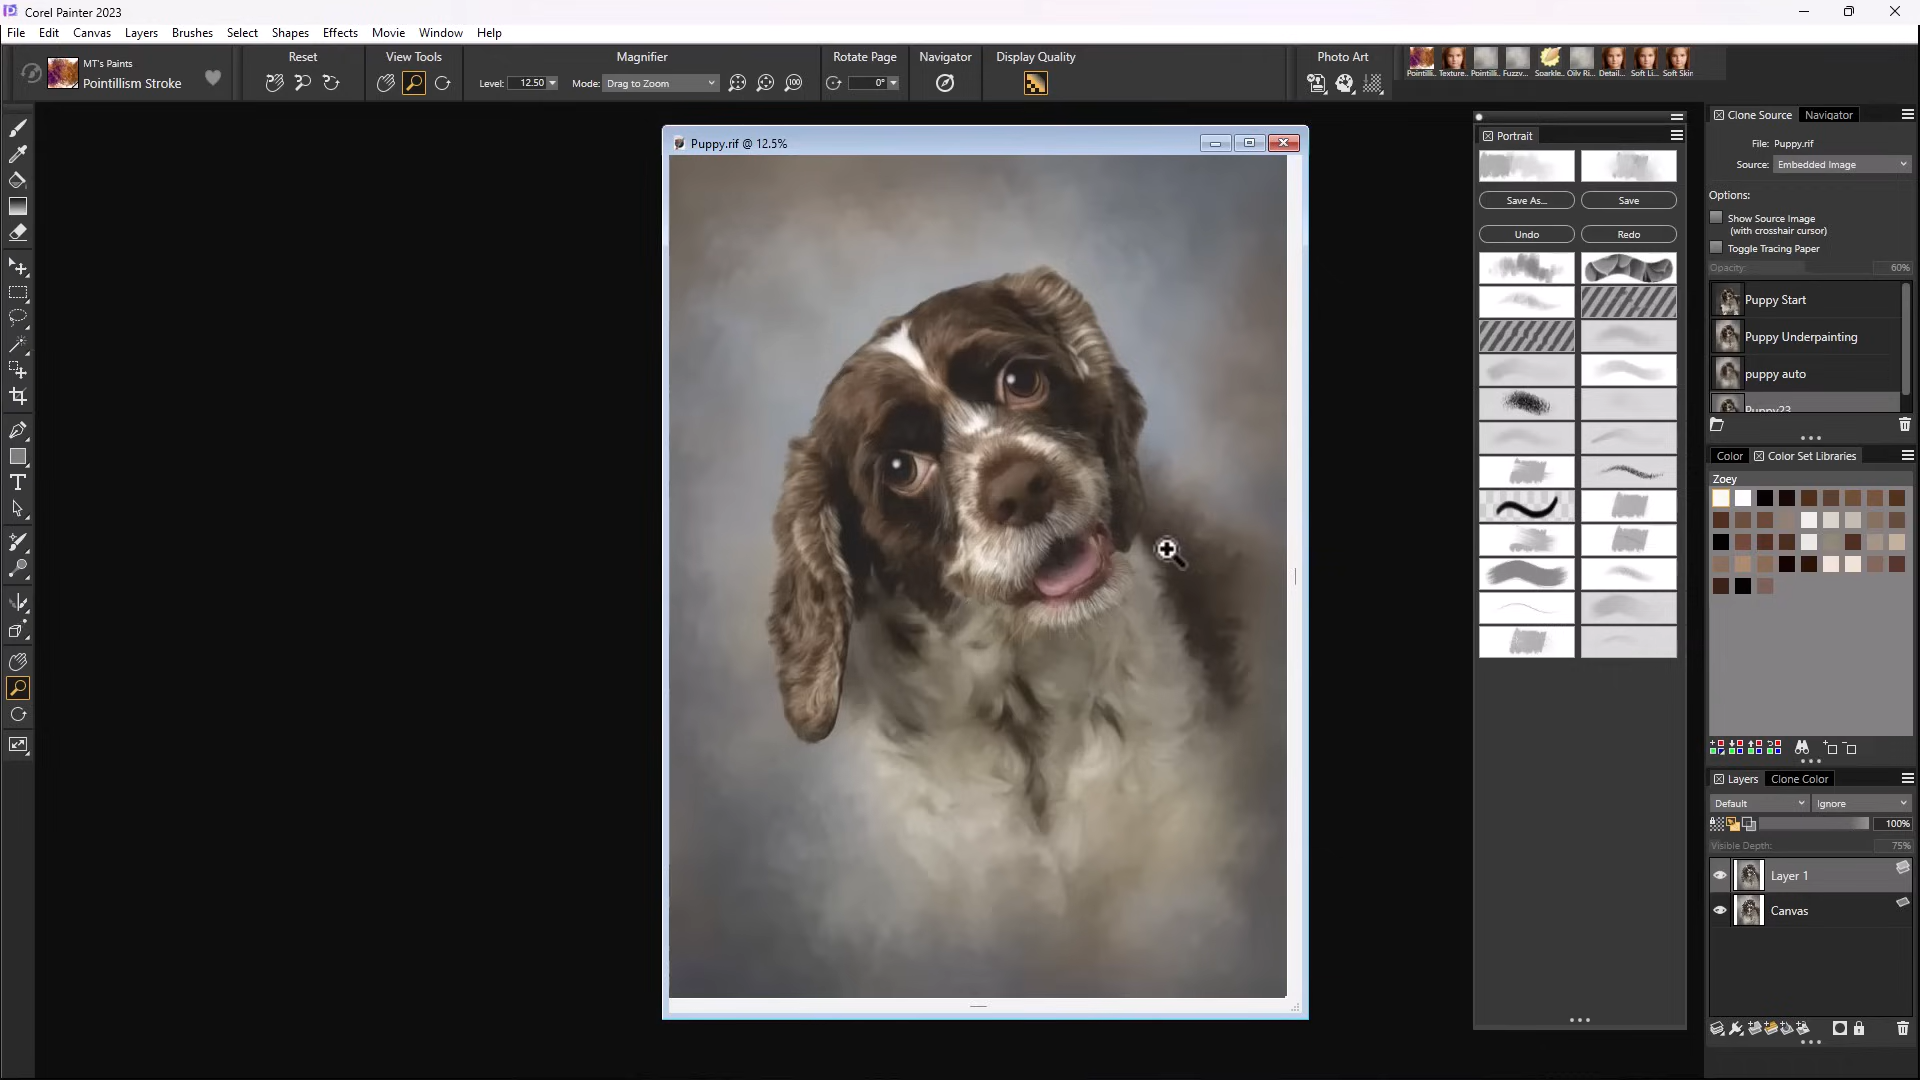 Corel Painter 2023
File Edit Canvas Layers Brushes Select Shapes Effects Movie Window Help
MT's Paints
Pointillism Stroke
Reset
View Tools
Magnifier
Level: 12.50
Mode: Drag to Zoom
100
Rotate Page
0°
Navigator
Display Quality
Photo Art
Pointilli.. Texture.. Pointilli.. Fuzzv... Sparkle.. Oilv Ri... Detail... Soft Li... Soft Skin
Puppy.rif @ 12.5%
Portrait
Save As... Save
Undo Redo
Clone Source Navigator
File: Puppy.rif
Source: Embedded Image
Options:
Show Source Image
(with crosshair cursor)
Toggle Tracing Paper
Opacity: 60%
Puppy Start
Puppy Underpainting
puppy auto
Puppy23
Color Color Set Libraries
Zoey
Layers Clone Color
Default Ignore
100%
Visible Depth: 75%
Layer 1
Canvas